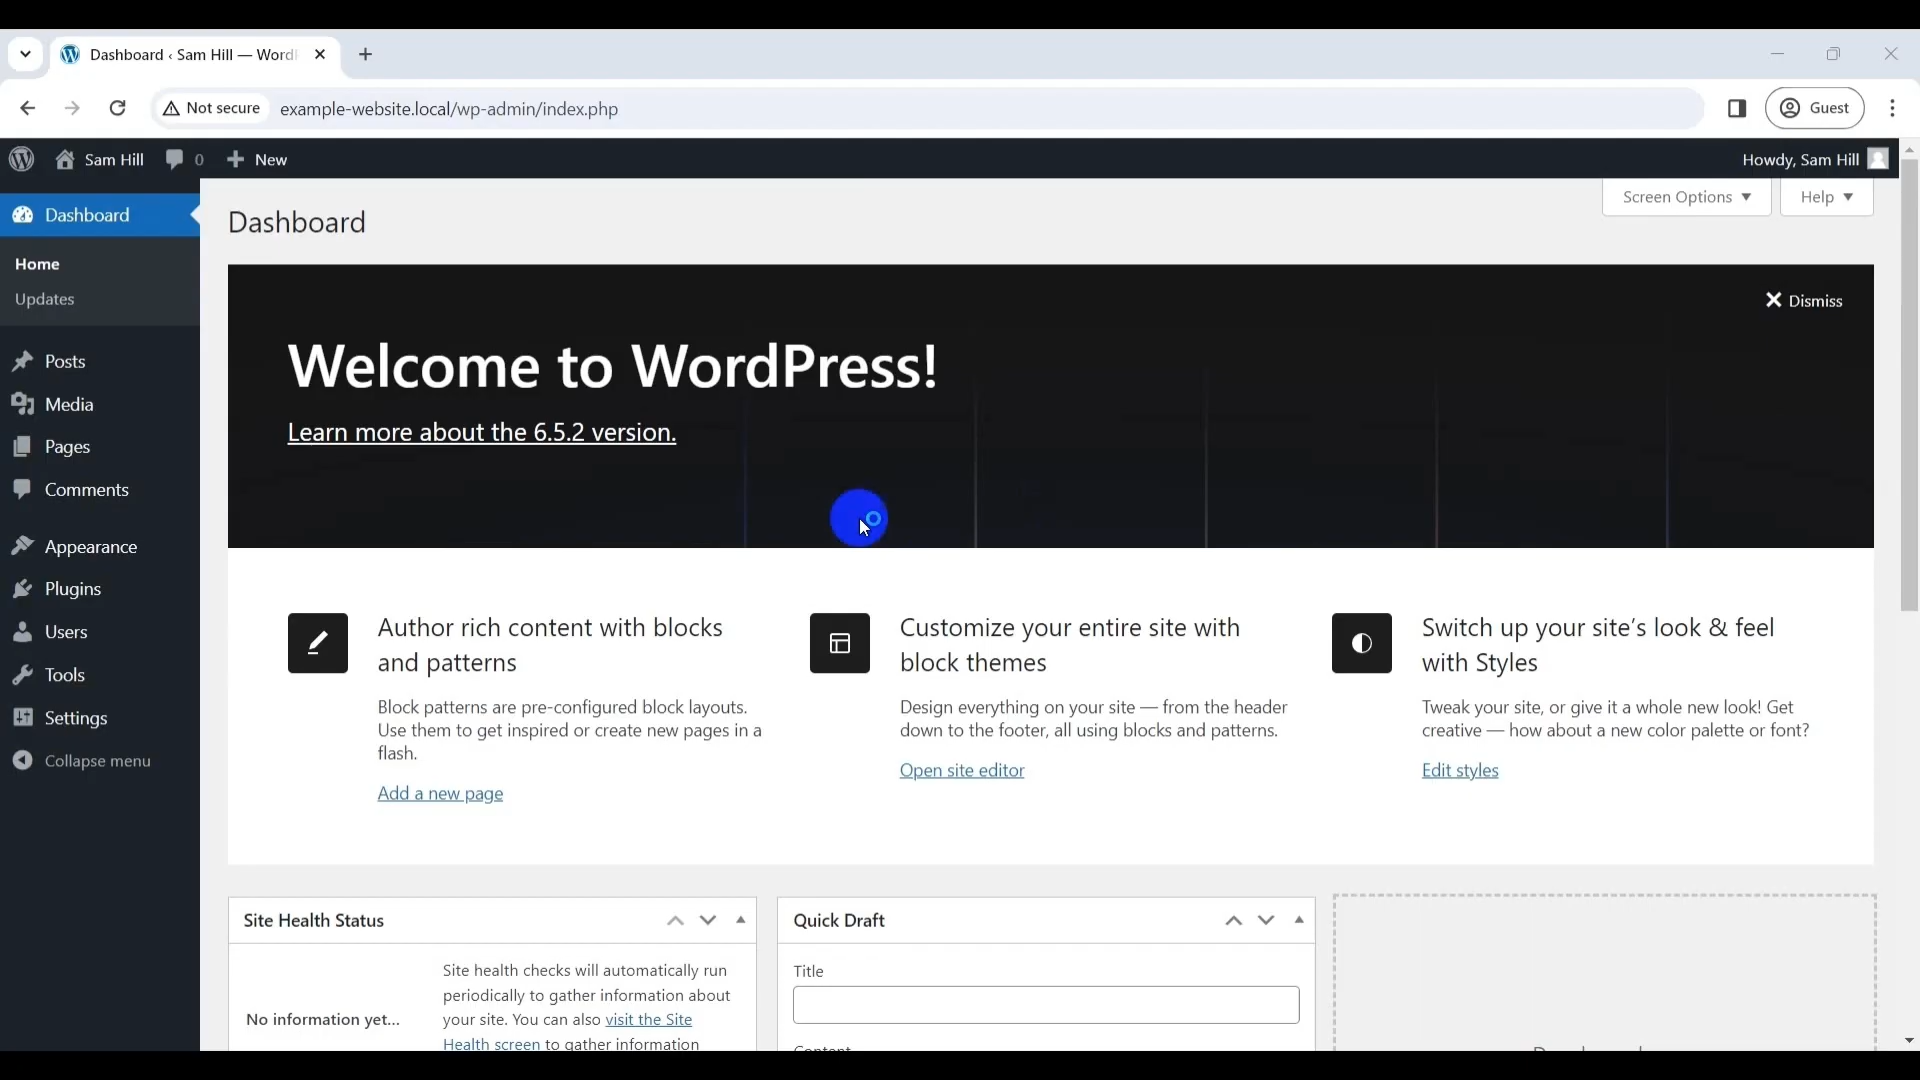 Dashboard ‹ Sam Hill — Word
Not secure example-website.local/wp-admin/index.php Guest
Sam Hill 0 New Howdy, Sam Hill
Screen Options Help
Dashboard
Home
Updates
Posts
Media
Pages
Comments
Appearance
Plugins
Users
Tools
Settings
Collapse menu
Dashboard
Dismiss
Welcome to WordPress!
Learn more about the 6.5.2 version.
Author rich content with blocks
and patterns
Block patterns are pre-configured block layouts.
Use them to get inspired or create new pages in a
flash.
Add a new page
Customize your entire site with
block themes
Design everything on your site — from the header
down to the footer, all using blocks and patterns.
Open site editor
Switch up your site’s look & feel
with Styles
Tweak your site, or give it a whole new look! Get
creative — how about a new color palette or font?
Edit styles
Site Health Status
No information yet...
Site health checks will automatically run
periodically to gather information about
your site. You can also visit the Site
Health screen to gather information
Quick Draft
Title
Content